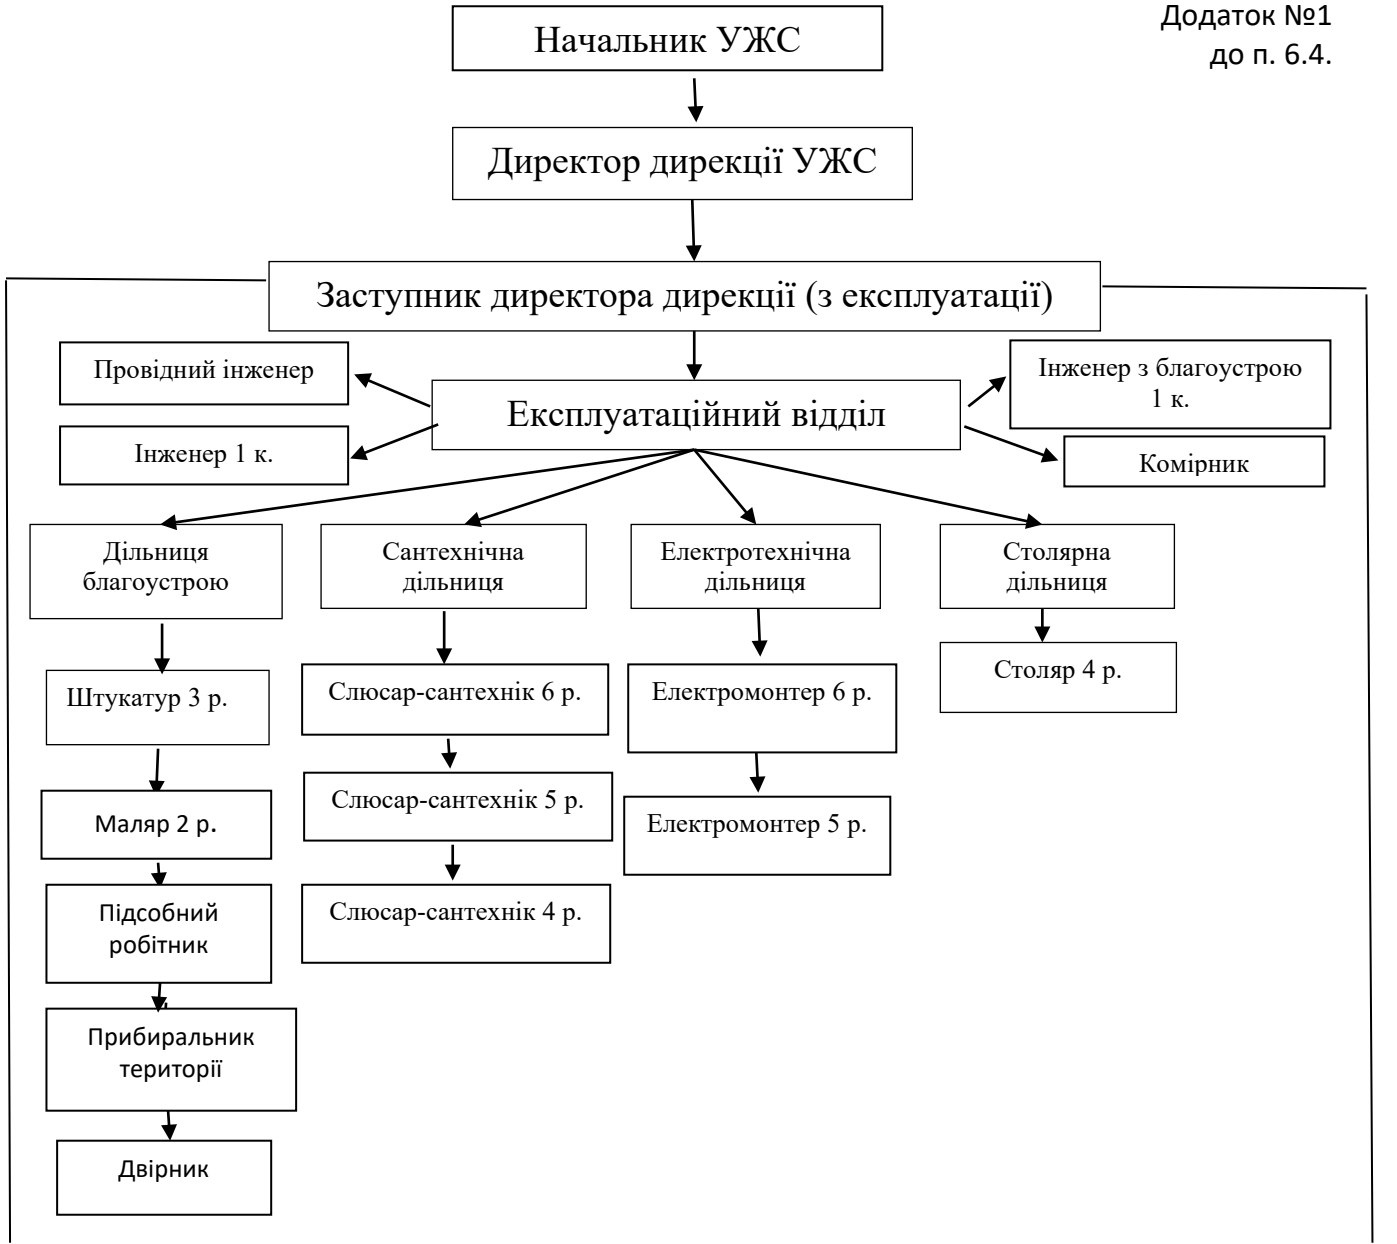 Додаток №1
до п. 6.4.
Начальник УЖС
Директор дирекції УЖС
Заступник директора дирекції (з експлуатації)
Провідний інженер
Інженер 1 к.
Експлуатаційний відділ
Інженер з благоустрою
1 к.
Комірник
Дільниця
благоустрою
Сантехнічна
дільниця
Електротехнічна
дільниця
Столярна
дільниця
Штукатур 3 р.
Маляр 2 р.
Підсобний
робітник
Прибиральник
території
Двірник
Слюсар-сантехнік 6 р.
Слюсар-сантехнік 5 р.
Слюсар-сантехнік 4 р.
Електромонтер 6 р.
Електромонтер 5 р.
Столяр 4 р.